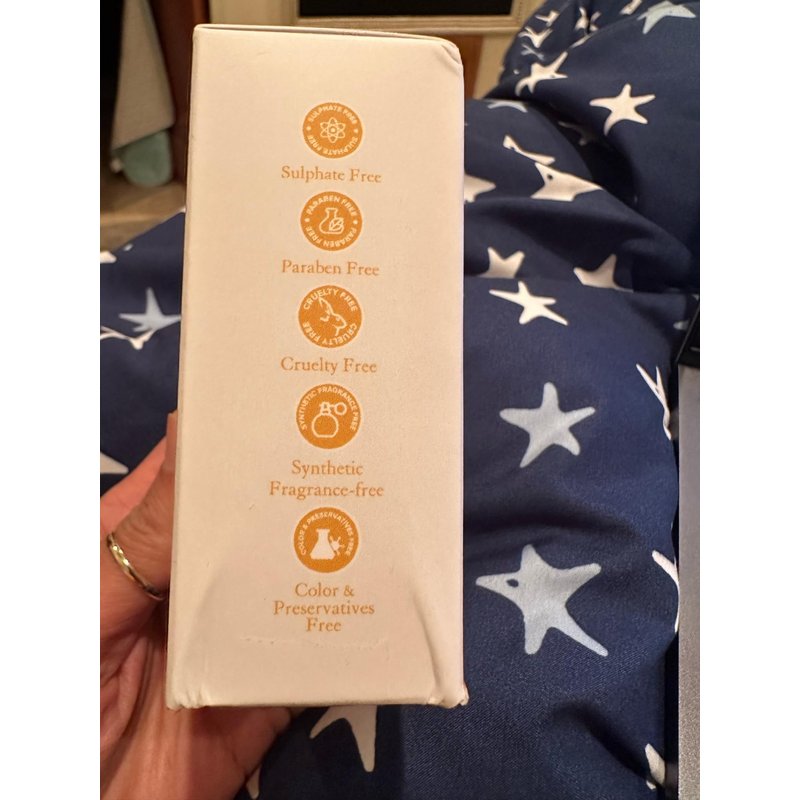 SULPHATE FREE • SULPHATE FREE •
Sulphate Free
PARABEN FREE • PARABEN FREE •
Paraben Free
CRUELTY FREE CRUELTY FREE
Cruelty Free
SYNTHETIC FRAGRANCE FREE
Synthetic
Fragrance-free
COLOR & PRESERVATIVES FREE
Color &
Preservatives
Free